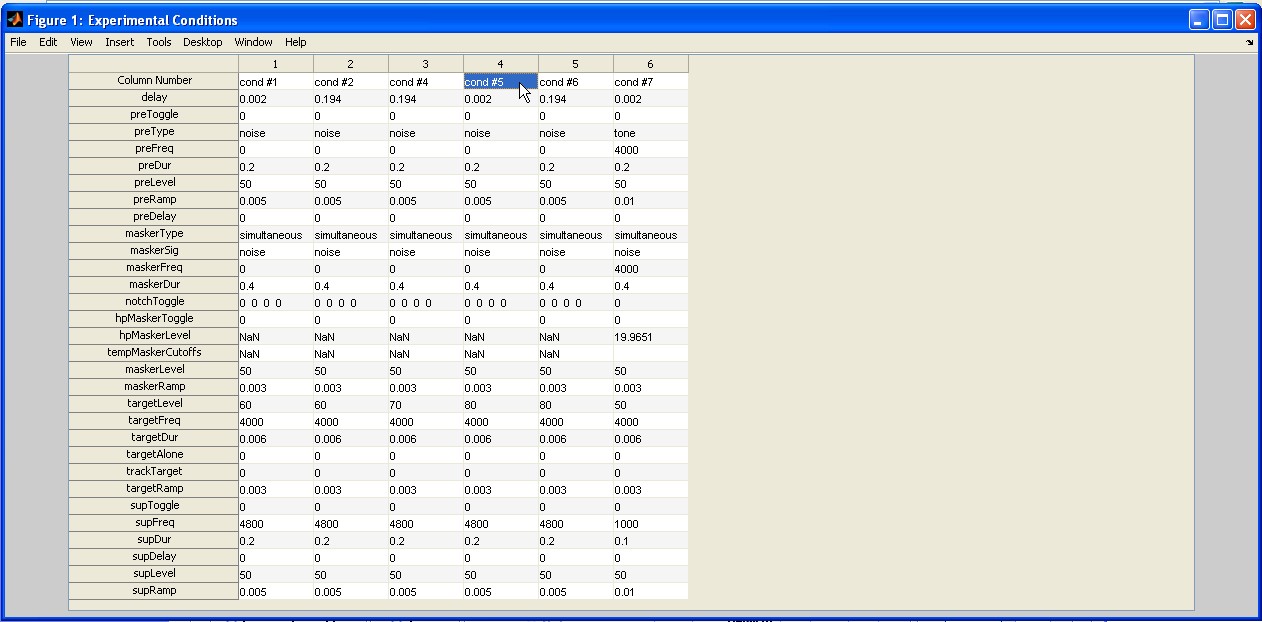 Figure 1: Experimental Conditions
File Edit View Insert Tools Desktop Window Help
1 2 3 4 5 6
Column Number cond #1 cond #2 cond #4 cond #5 cond #6 cond #7
delay 0.002 0.194 0.194 0.002 0.194 0.002
preToggle 0 0 0 0 0 0
preType noise noise noise noise noise tone
preFreq 0 0 0 0 0 4000
preDur 0.2 0.2 0.2 0.2 0.2 0.2
preLevel 50 50 50 50 50 50
preRamp 0.005 0.005 0.005 0.005 0.005 0.01
preDelay 0 0 0 0 0 0
maskerType simultaneous simultaneous simultaneous simultaneous simultaneous simultaneous
maskerSig noise noise noise noise noise noise
maskerFreq 0 0 0 0 0 4000
maskerDur 0.4 0.4 0.4 0.4 0.4 0.4
notchToggle 0 0 0 0 0 0 0 0 0 0 0 0 0 0 0 0 0 0 0 0 0
hpMaskerToggle 0 0 0 0 0 0
hpMaskerLevel NaN NaN NaN NaN NaN 19.9651
tempMaskerCutoffs NaN NaN NaN NaN NaN
maskerLevel 50 50 50 50 50 50
maskerRamp 0.003 0.003 0.003 0.003 0.003 0.003
targetLevel 60 60 70 80 80 50
targetFreq 4000 4000 4000 4000 4000 4000
targetDur 0.006 0.006 0.006 0.006 0.006 0.006
targetAlone 0 0 0 0 0 0
trackTarget 0 0 0 0 0 0
targetRamp 0.003 0.003 0.003 0.003 0.003 0.003
supToggle 0 0 0 0 0 0
supFreq 4800 4800 4800 4800 4800 1000
supDur 0.2 0.2 0.2 0.2 0.2 0.1
supDelay 0 0 0 0 0 0
supLevel 50 50 50 50 50 50
supRamp 0.005 0.005 0.005 0.005 0.005 0.01